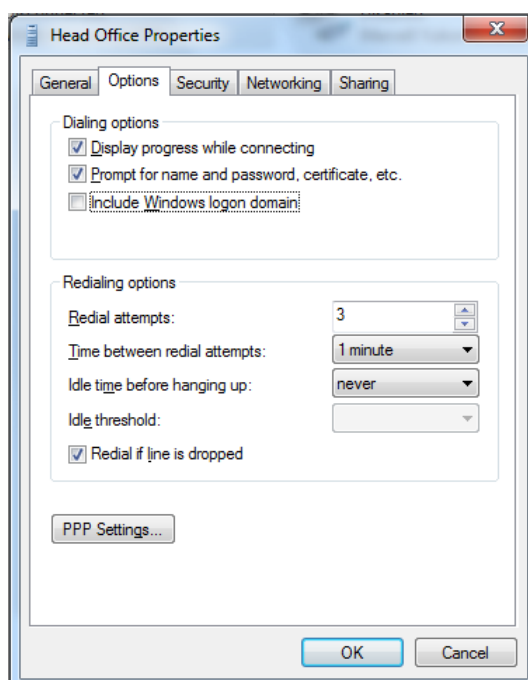 Head Office Properties
General Options Security Networking Sharing
Dialing options
Display progress while connecting
Prompt for name and password, certificate, etc.
Include Windows logon domain
Redialing options
Redial attempts: 3
Time between redial attempts: 1 minute
Idle time before hanging up: never
Idle threshold:
Redial if line is dropped
PPP Settings...
OK Cancel